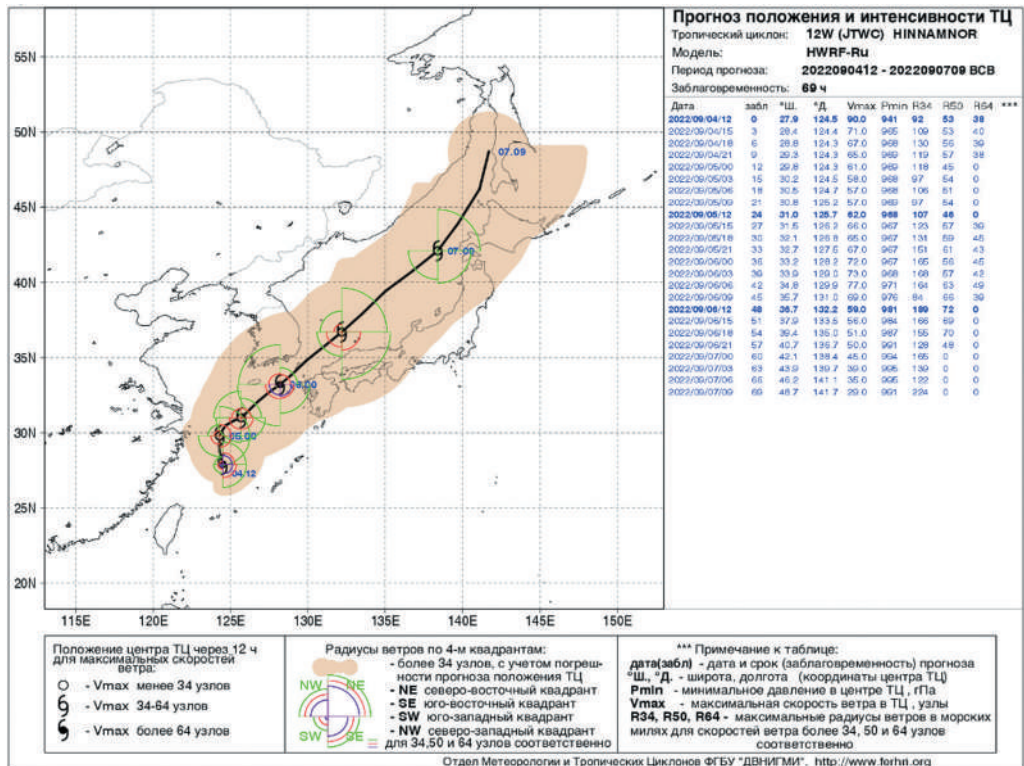 Прогноз положения и интенсивности ТЦ
Тропический циклон: 12W (JTWC) HINNAMNOR
Модель: HWRF-Ru
Период прогноза: 2022090412 - 2022090709 ВСВ
Заблаговременность: 69 ч
Дата забл °Ш. °Д. Vmax Pmin R34 R50 R64 ***
2022/09/04/12 0 27.9 124.5 90.0 941 92 53 38
2022/09/04/15 3 28.4 124.4 71.0 965 109 53 40
2022/09/04/18 6 28.8 124.3 67.0 968 130 56 39
2022/09/04/21 9 29.3 124.3 65.0 969 119 57 38
2022/09/05/00 12 29.8 124.3 61.0 969 118 45 0
2022/09/05/03 15 30.2 124.5 58.0 968 97 54 0
2022/09/05/06 18 30.5 124.7 57.0 968 106 51 0
2022/09/05/09 21 30.8 125.2 57.0 969 97 54 0
2022/09/05/12 24 31.0 125.7 62.0 968 107 46 0
2022/09/05/15 27 31.5 126.2 66.0 967 123 57 39
2022/09/05/18 30 32.1 126.8 65.0 967 131 59 45
2022/09/05/21 33 32.7 127.5 67.0 967 151 61 43
2022/09/06/00 36 33.2 128.2 72.0 967 165 56 45
2022/09/06/03 39 33.9 129.0 73.0 968 168 57 42
2022/09/06/06 42 34.8 129.9 77.0 971 164 63 49
2022/09/06/09 45 35.7 131.0 69.0 976 84 66 39
2022/09/06/12 48 36.7 132.2 59.0 981 189 72 0
2022/09/06/15 51 37.9 133.5 56.0 984 166 69 0
2022/09/06/18 54 39.4 135.0 51.0 987 155 70 0
2022/09/06/21 57 40.7 136.7 50.0 991 128 48 0
2022/09/07/00 60 42.1 138.4 45.0 994 165 0 0
2022/09/07/03 63 43.9 139.7 39.0 995 139 0 0
2022/09/07/06 66 46.2 141.1 35.0 995 122 0 0
2022/09/07/09 69 48.7 141.7 29.0 991 224 0 0
55N
50N
45N
40N
35N
30N
25N
20N
115E 120E 125E 130E 135E 140E 145E 150E
07.09
07.00
06.00
05.00
04.12
Положение центра ТЦ через 12 ч
для максимальных скоростей
ветра:
- Vmax менее 34 узлов
- Vmax 34-64 узлов
- Vmax более 64 узлов
Радиусы ветров по 4-м квадрантам:
- более 34 узлов, с учетом погреш-
ности прогноза положения ТЦ
NW NE
SW SE
- NE северо-восточный квадрант
- SE юго-восточный квадрант
- SW юго-западный квадрант
- NW северо-западный квадрант
для 34,50 и 64 узлов соответственно
*** Примечание к таблице:
дата(забл) - дата и срок (заблаговременность) прогноза
°Ш., °Д. - широта, долгота (координаты центра ТЦ)
Pmin - минимальное давление в центре ТЦ , гПа
Vmax - максимальная скорость ветра в ТЦ , узлы
R34, R50, R64 - максимальные радиусы ветров в морских
милях для скоростей ветра более 34, 50 и 64 узлов
соответственно
Отдел Метеорологии и Тропических Циклонов ФГБУ "ДВНИГМИ", http://www.ferhri.org